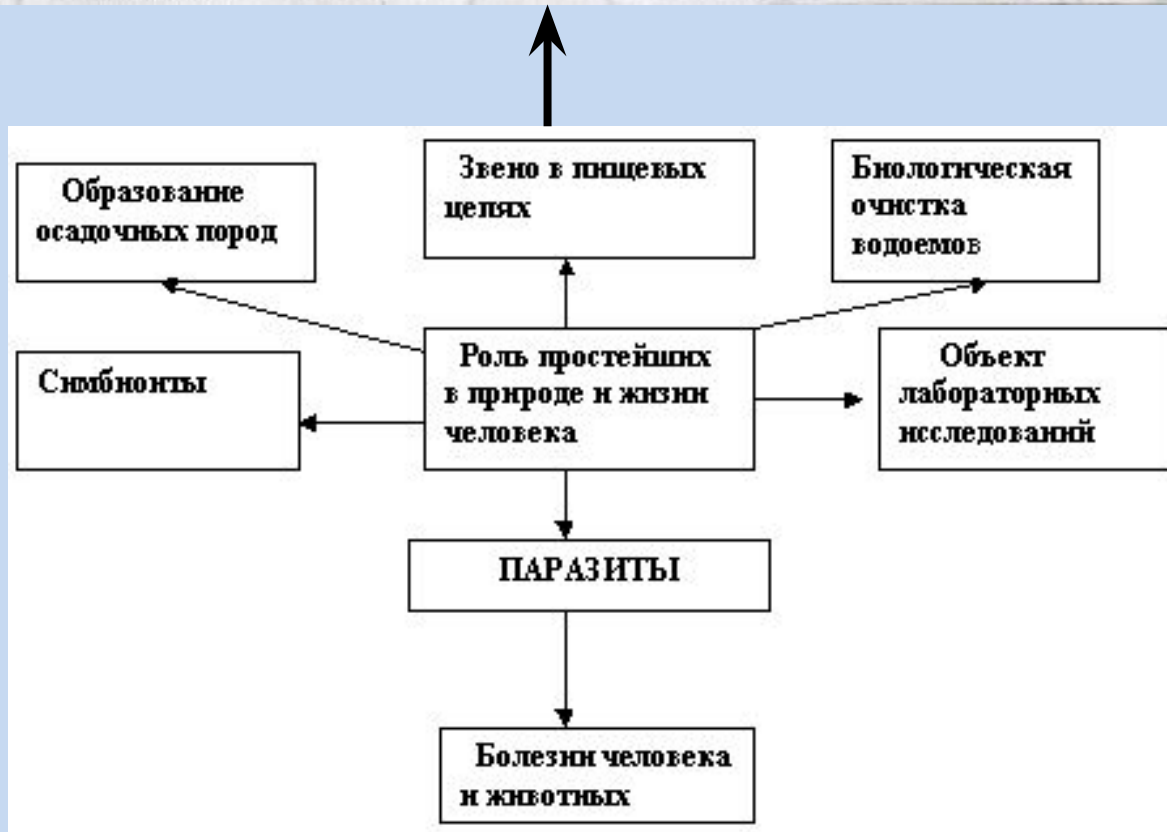 Образование
осадочных пород
Звено в пищевых
цепях
Биологическая
очистка
водоемов
Симбионты
Роль простейших
в природе и жизни
человека
Объект
лабораторных
исследований
ПАРАЗИТЫ
Болезни человека
и животных